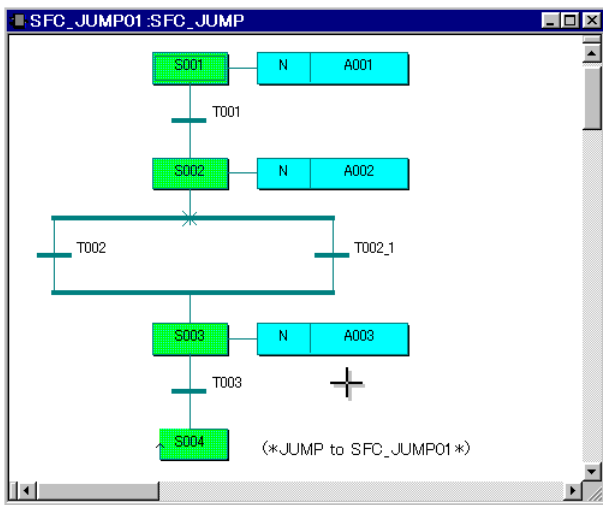 SFC_JUMP01:SFC_JUMP
S001 N A001
T001
S002 N A002
T002 T002_1
S003 N A003
T003
S004 (*JUMP to SFC_JUMP01*)